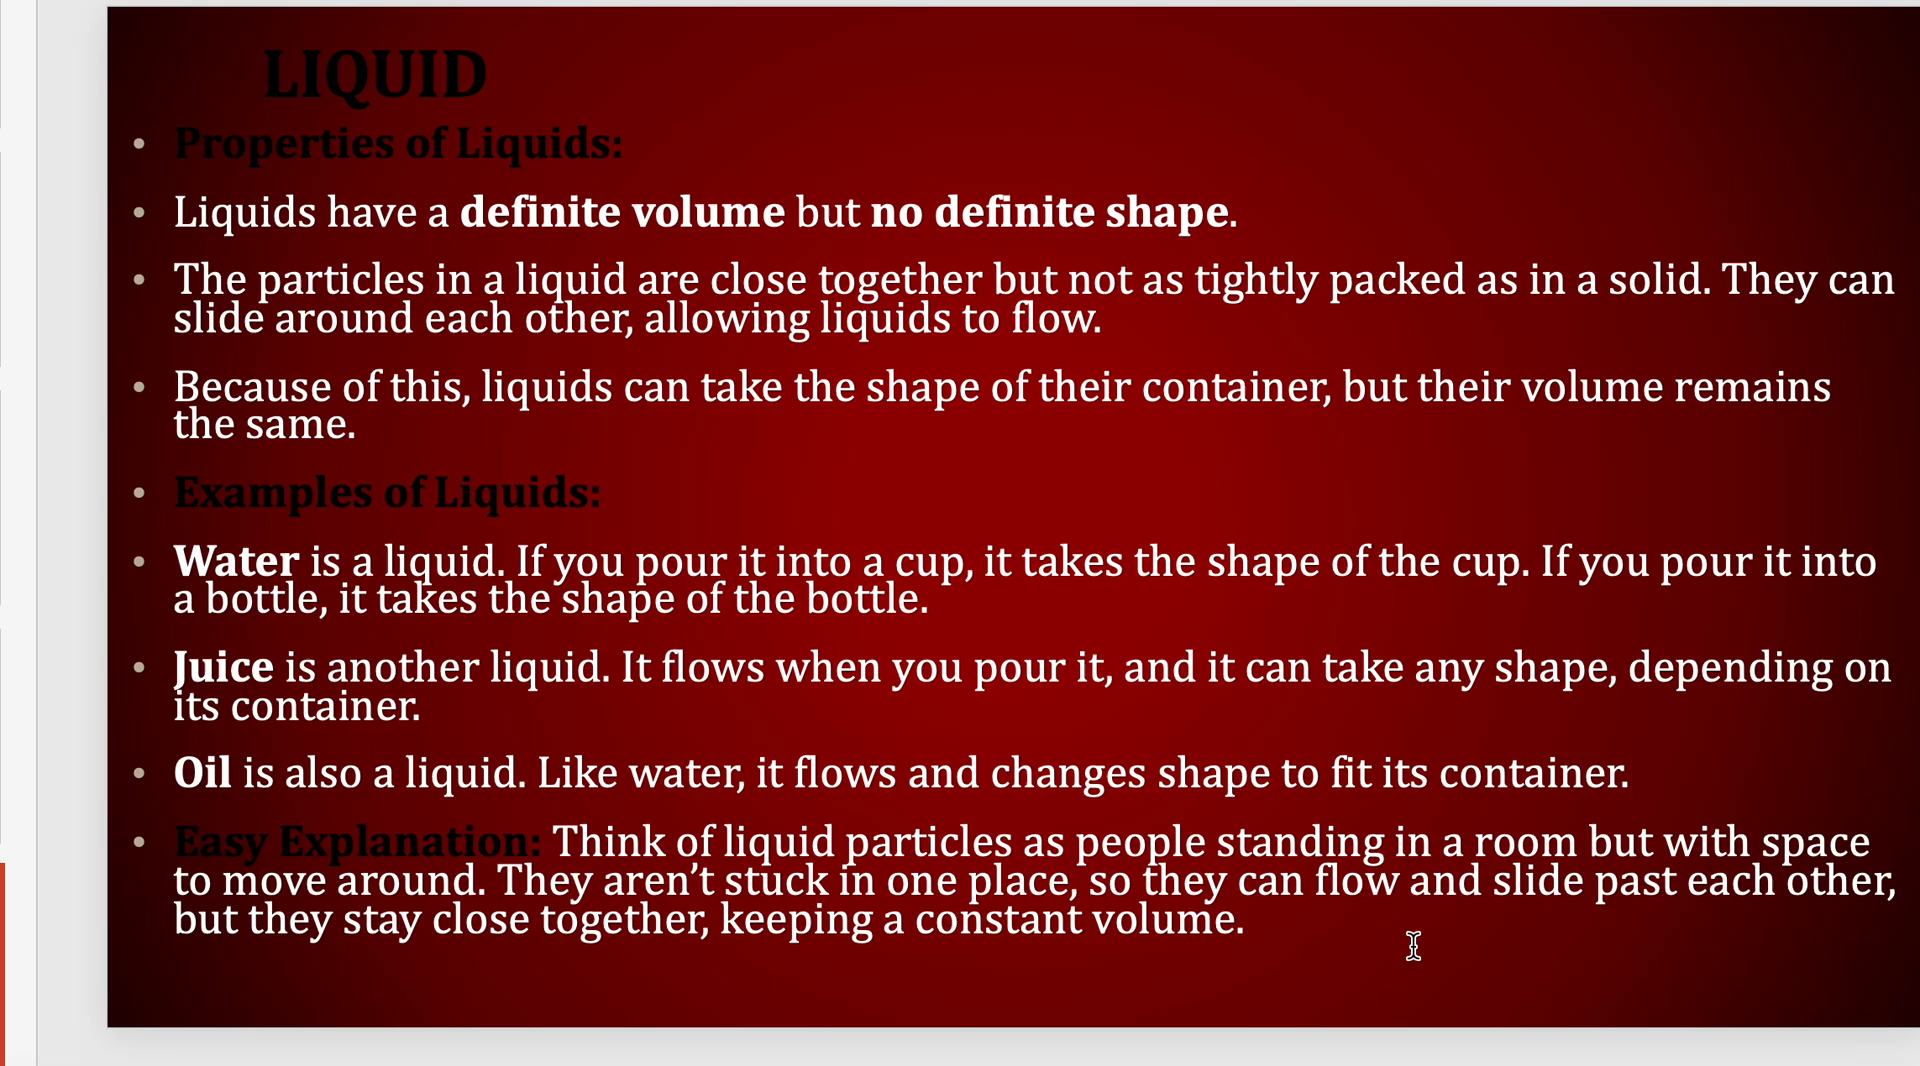 LIQUID
• Properties of Liquids:
• Liquids have a definite volume but no definite shape.
• The particles in a liquid are close together but not as tightly packed as in a solid. They can
slide around each other, allowing liquids to flow.
• Because of this, liquids can take the shape of their container, but their volume remains
the same.
• Examples of Liquids:
• Water is a liquid. If you pour it into a cup, it takes the shape of the cup. If you pour it into
a bottle, it takes the shape of the bottle.
• Juice is another liquid. It flows when you pour it, and it can take any shape, depending on
its container.
• Oil is also a liquid. Like water, it flows and changes shape to fit its container.
• Easy Explanation: Think of liquid particles as people standing in a room but with space
to move around. They aren’t stuck in one place, so they can flow and slide past each other,
but they stay close together, keeping a constant volume.